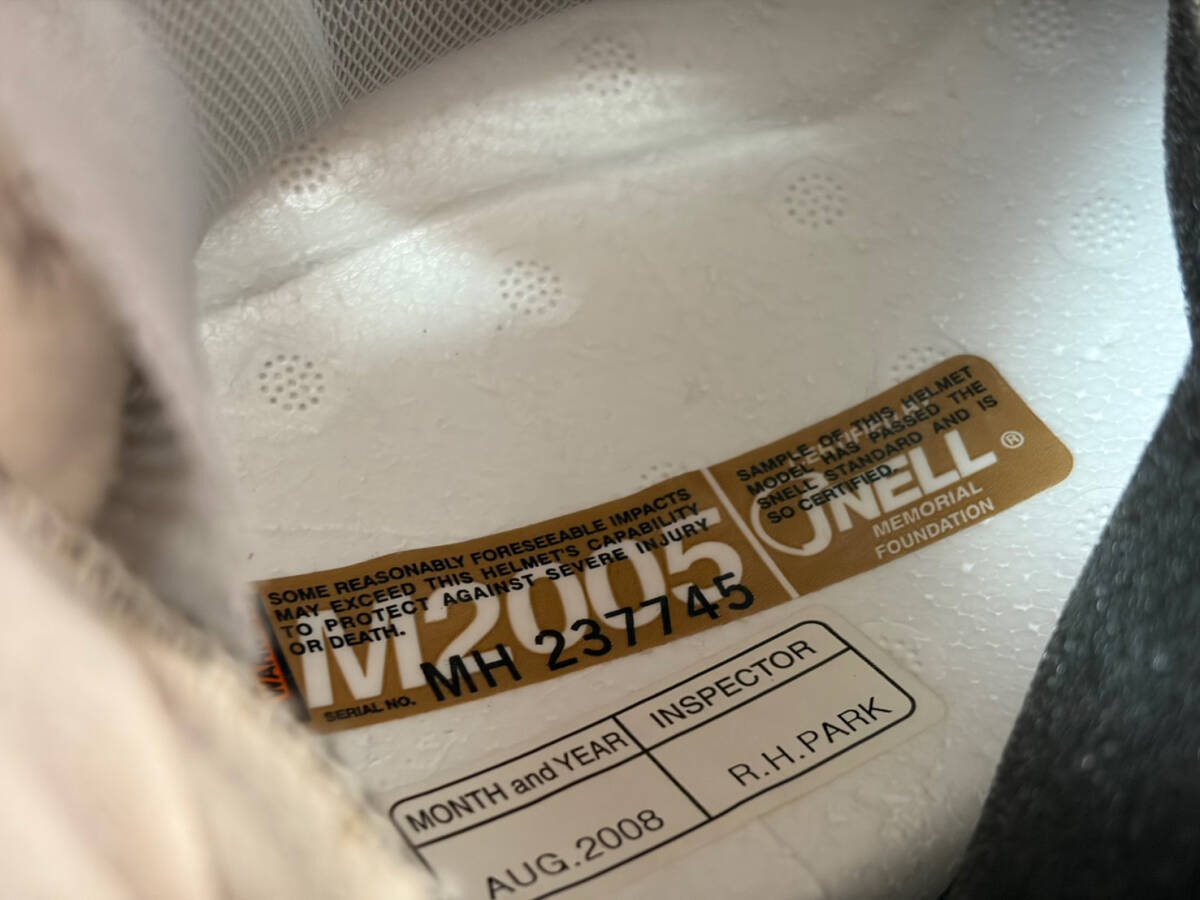 SOME REASONABLY FORESEEABLE IMPACTS
MAY EXCEED THIS HELMET'S CAPABILITY
TO PROTECT AGAINST SEVERE INJURY
OR DEATH.
M2005
SERIAL NO. MH 237745
SAMPLE OF THIS HELMET
MODEL HAS PASSED THE
SNELL STANDARD AND IS
SO CERTIFIED.
SNELL®
MEMORIAL
FOUNDATION
MONTH and YEAR
INSPECTOR
AUG.2008
R.H.PARK